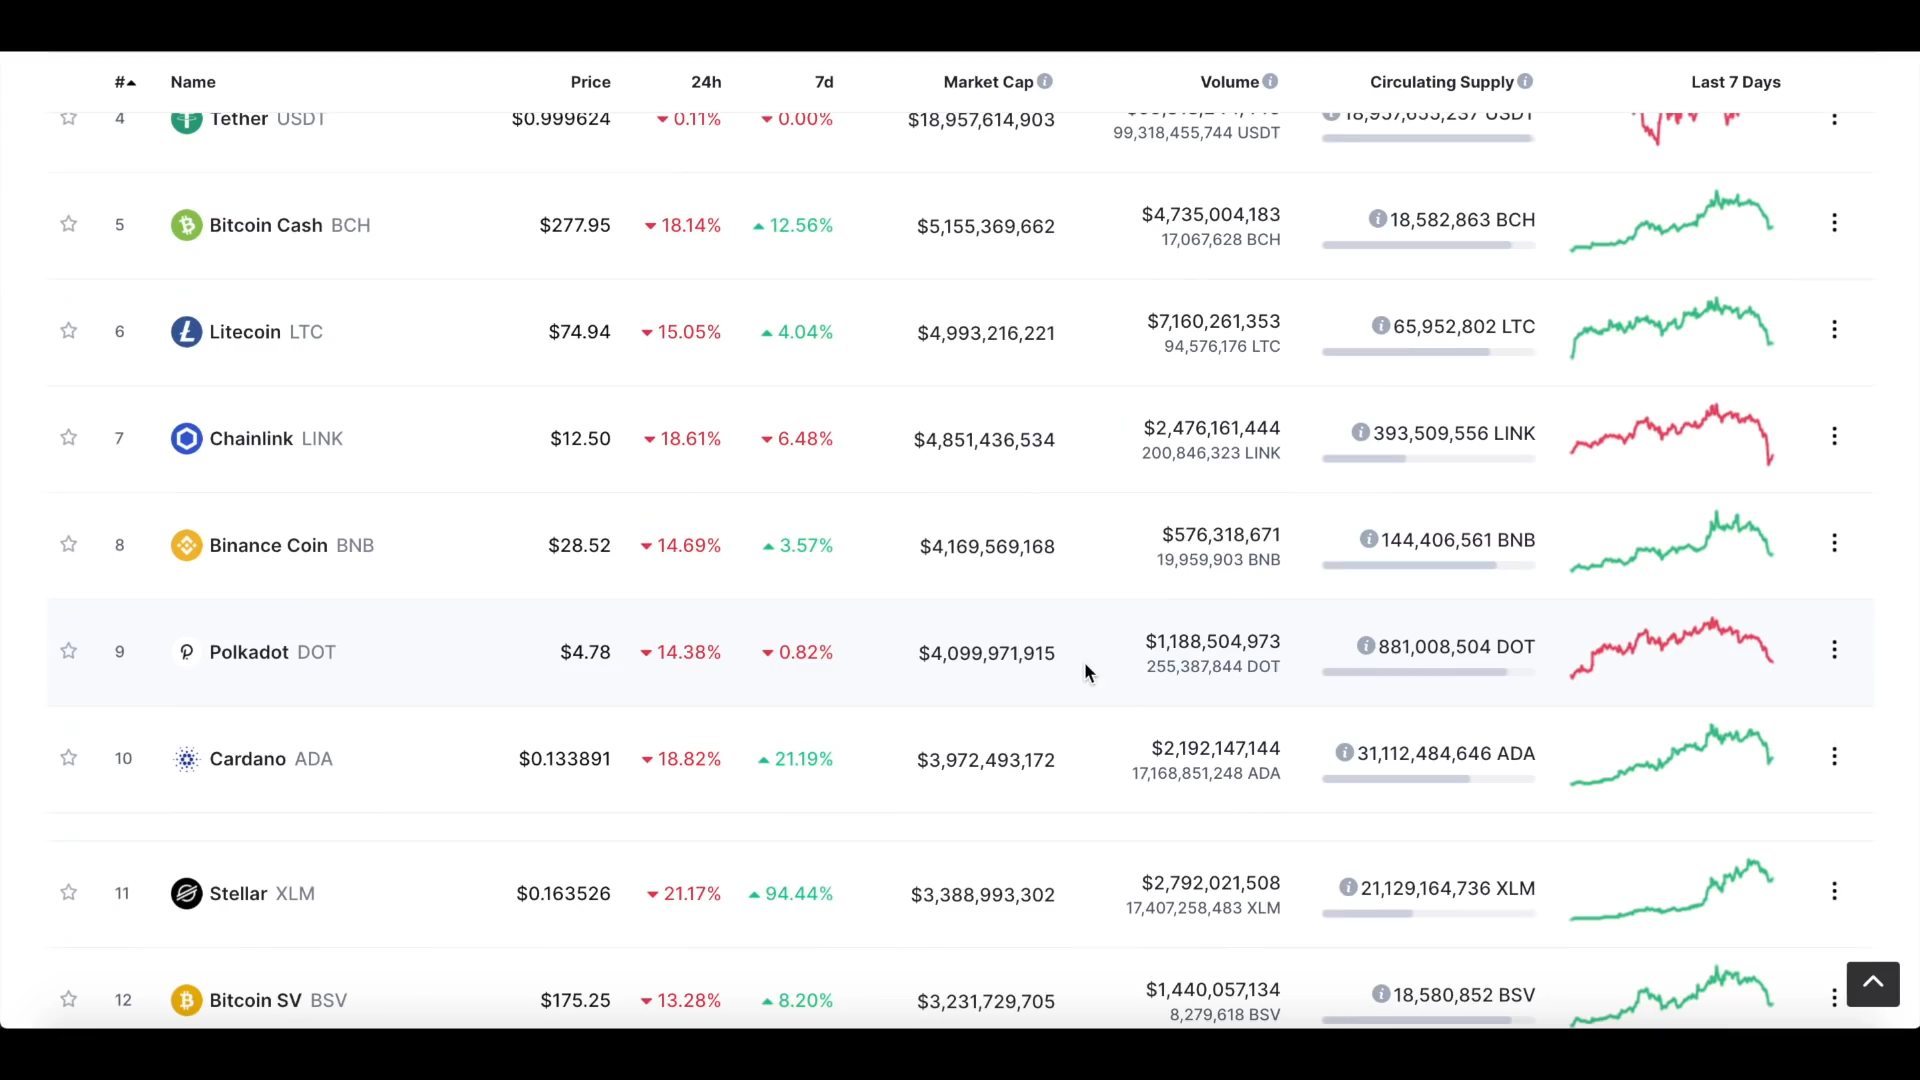 # Name Price 24h 7d Market Cap Volume Circulating Supply Last 7 Days
4 Tether USDT $0.999624 0.11% 0.00% $18,957,614,903
99,318,455,744 USDT
5 Bitcoin Cash BCH $277.95 18.14% 12.56% $5,155,369,662 $4,735,004,183 18,582,863 BCH
17,067,628 BCH
6 Litecoin LTC $74.94 15.05% 4.04% $4,993,216,221 $7,160,261,353 65,952,802 LTC
94,576,176 LTC
7 Chainlink LINK $12.50 18.61% 6.48% $4,851,436,534 $2,476,161,444 393,509,556 LINK
200,846,323 LINK
8 Binance Coin BNB $28.52 14.69% 3.57% $4,169,569,168 $576,318,671 144,406,561 BNB
19,959,903 BNB
9 Polkadot DOT $4.78 14.38% 0.82% $4,099,971,915 $1,188,504,973 881,008,504 DOT
255,387,844 DOT
10 Cardano ADA $0.133891 18.82% 21.19% $3,972,493,172 $2,192,147,144 31,112,484,646 ADA
17,168,851,248 ADA
11 Stellar XLM $0.163526 21.17% 94.44% $3,388,993,302 $2,792,021,508 21,129,164,736 XLM
17,407,258,483 XLM
12 Bitcoin SV BSV $175.25 13.28% 8.20% $3,231,729,705 $1,440,057,134 18,580,852 BSV
8,279,618 BSV